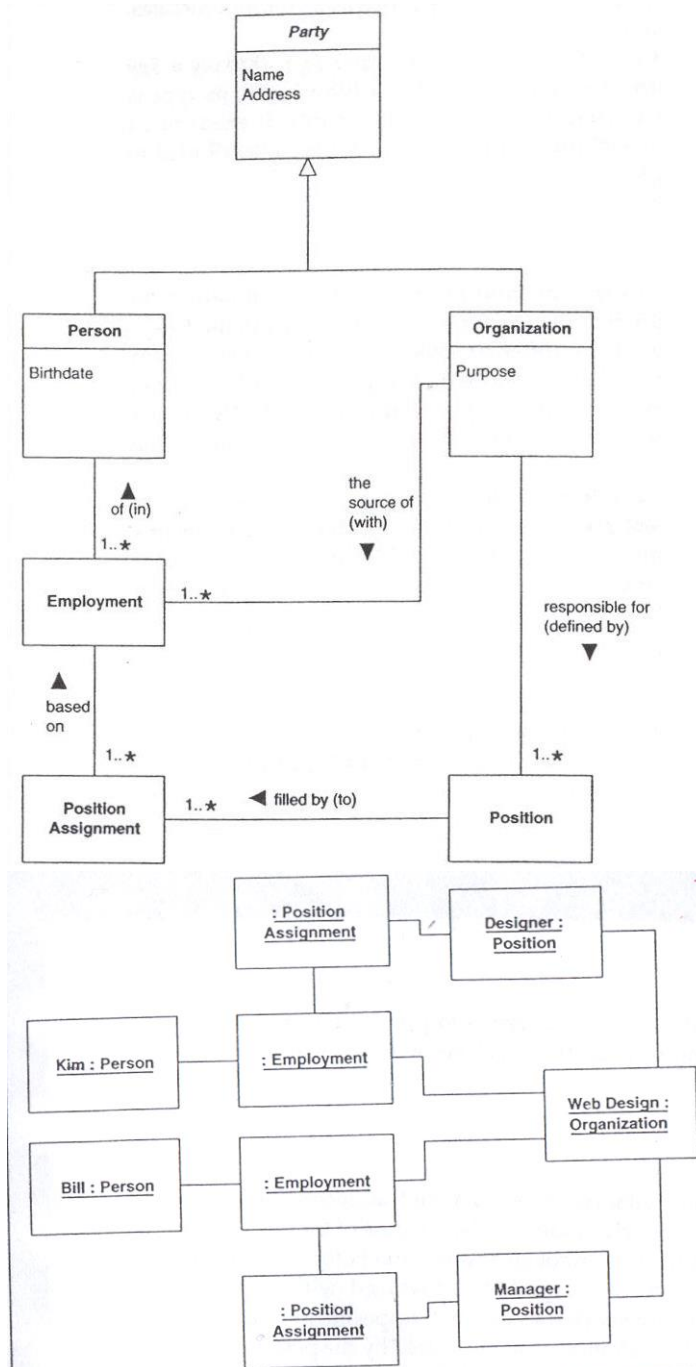 Party
Name
Address
Person
Birthdate
Organization
Purpose
of (in)
1..*
the
source of
(with)
Employment
1..*
responsible for
(defined by)
based
on
1..*
1..*
Position
Assignment
1..*
filled by (to)
Position
: Position
Assignment
Designer :
Position
Kim : Person
: Employment
Web Design :
Organization
Bill : Person
: Employment
: Position
Assignment
Manager :
Position